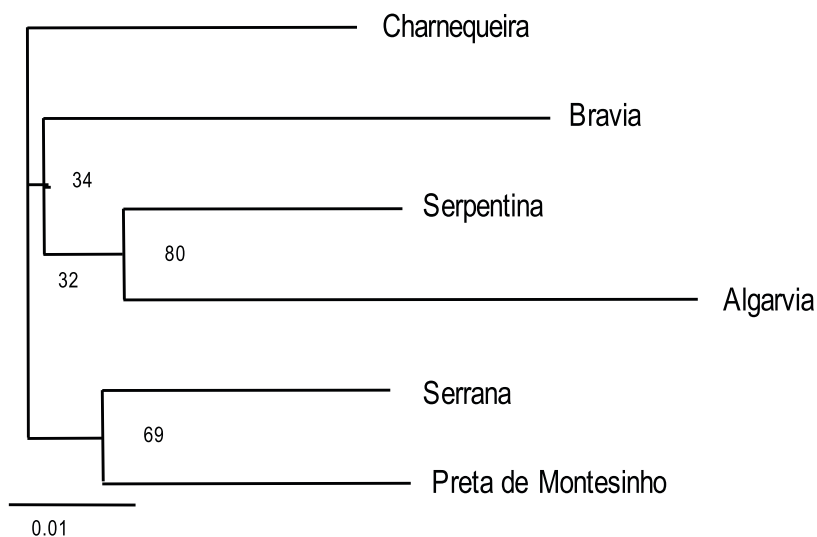 Charnequeira
Bravia
34
Serpentina
80
32
Algarvia
Serrana
69
Preta de Montesinho
0.01